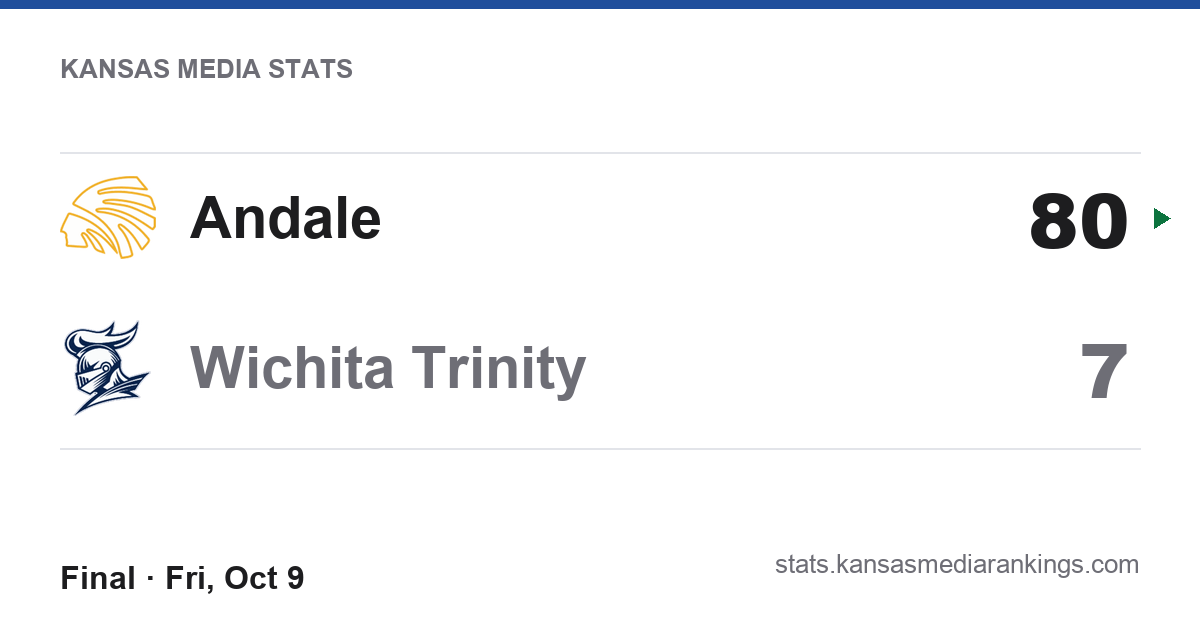 KANSAS MEDIA STATS
Andale 80
Wichita Trinity 7
Final · Fri, Oct 9
stats.kansasmediarankings.com